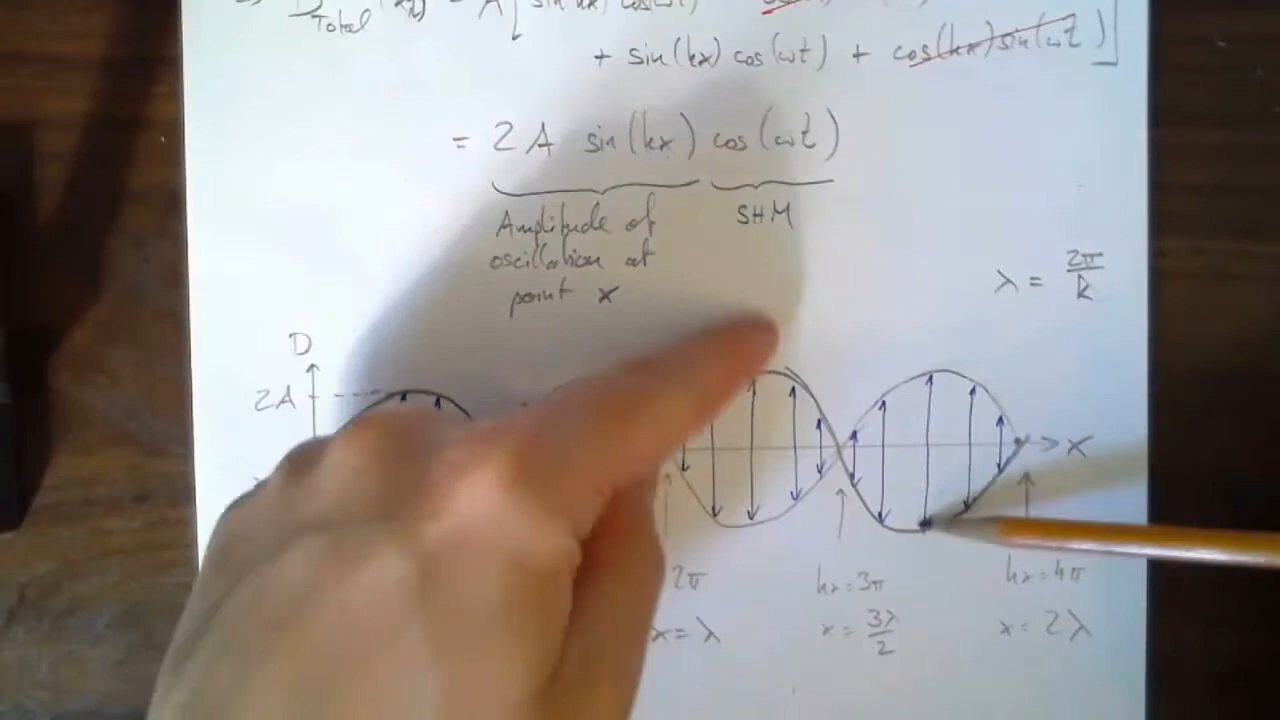 Total
+ sin(kx) cos(ωt) + cos(kx) sin(ωt)]
= 2A sin(kx) cos(ωt)
Amplitude of SHM
oscillation at
point x
λ = 2π/k
D
2A
x
2π kx = 3π kx = 4π
x = λ x = 3λ/2 x = 2λ